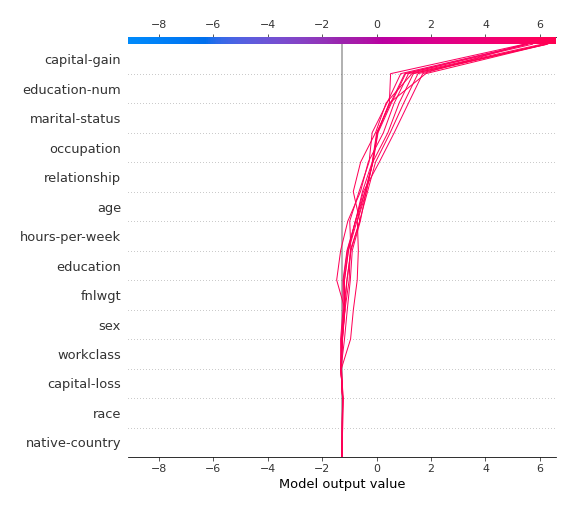 −8 −6 −4 −2 0 2 4 6
capital-gain
education-num
marital-status
occupation
relationship
age
hours-per-week
education
fnlwgt
sex
workclass
capital-loss
race
native-country
−8 −6 −4 −2 0 2 4 6
Model output value